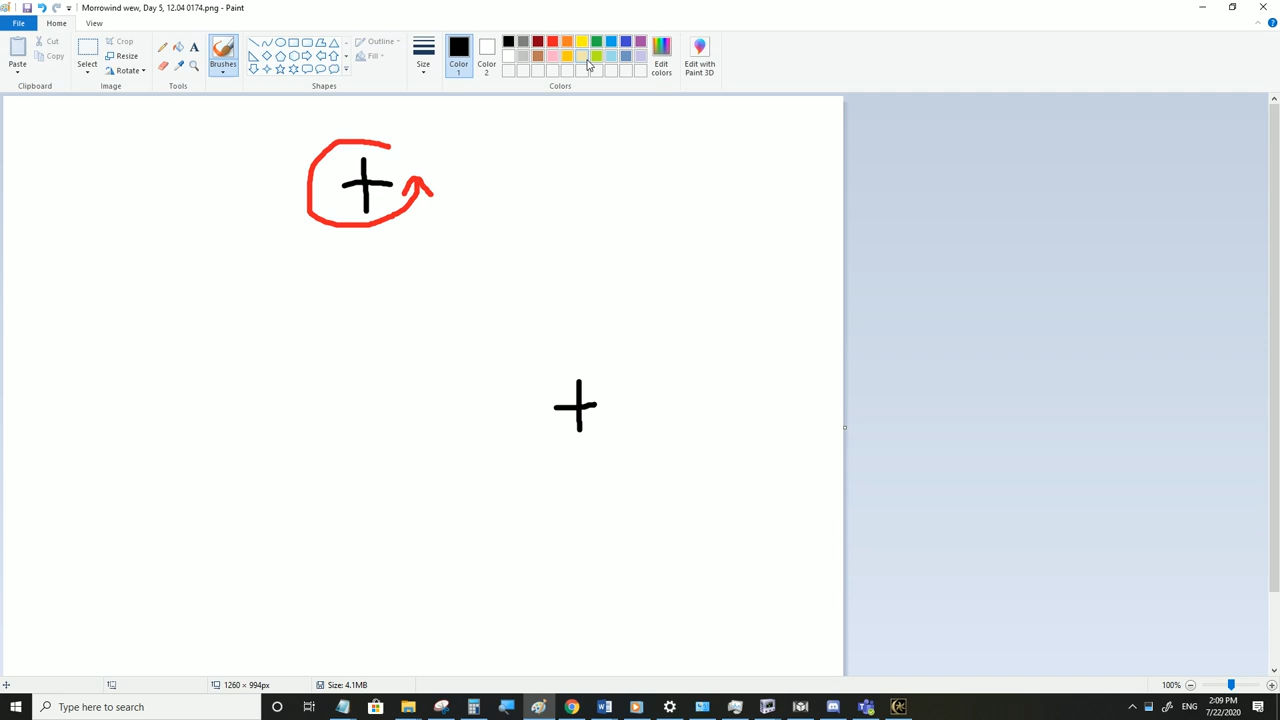 Morrowind wew, Day 5, 12.04 0174.png - Paint
File
Home
View
Paste
Cut
Copy
Clipboard
Select
Crop
Resize
Rotate
Image
A
Tools
Brushes
Outline
Fill
Shapes
Size
Color 1
Color 2
Edit colors
Edit with Paint 3D
Colors
+
+
1260 × 994px
Size: 4.1MB
100%
Type here to search
ENG
2:09 PM
7/22/2020